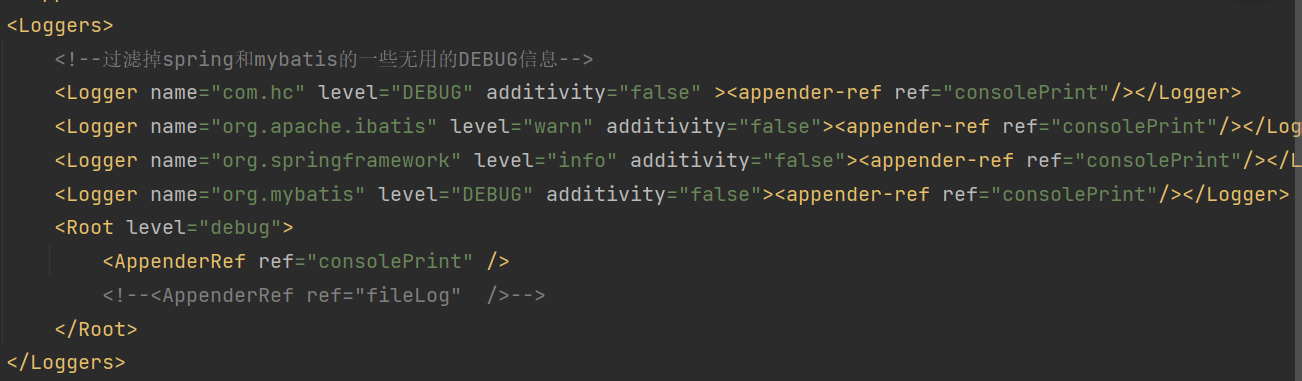 <Loggers>
<!--过滤掉spring和mybatis的一些无用的DEBUG信息-->
<Logger name="com.hc" level="DEBUG" additivity="false" ><appender-ref ref="consolePrint"/></Logger>
<Logger name="org.apache.ibatis" level="warn" additivity="false"><appender-ref ref="consolePrint"/></Log
<Logger name="org.springframework" level="info" additivity="false"><appender-ref ref="consolePrint"/></L
<Logger name="org.mybatis" level="DEBUG" additivity="false"><appender-ref ref="consolePrint"/></Logger>
<Root level="debug">
<AppenderRef ref="consolePrint" />
<!--<AppenderRef ref="fileLog"  />-->
</Root>
</Loggers>